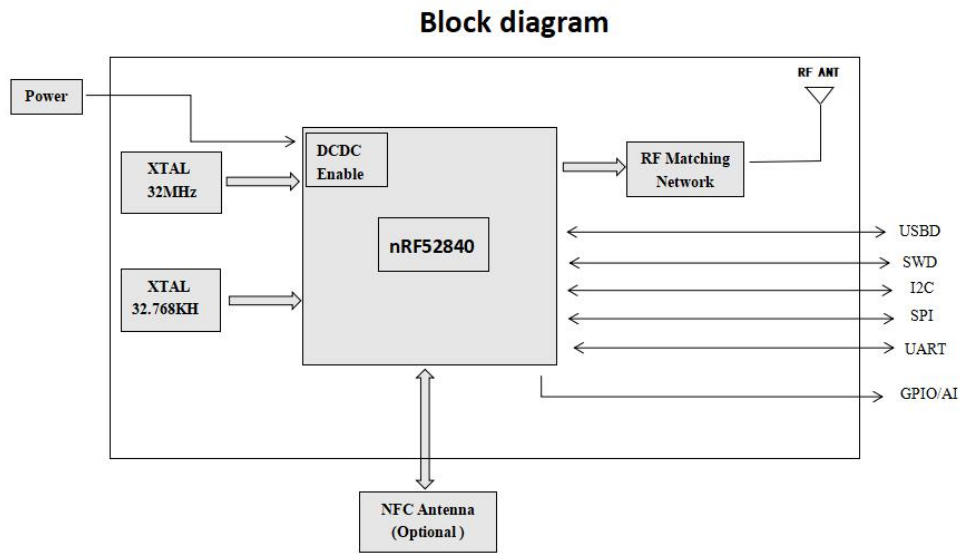 Block diagram
RF ANT
Power
DCDC
Enable
XTAL
32MHz
RF Matching
Network
nRF52840
USBD
SWD
XTAL
32.768KH
I2C
SPI
UART
GPIO/AI
NFC Antenna
(Optional )